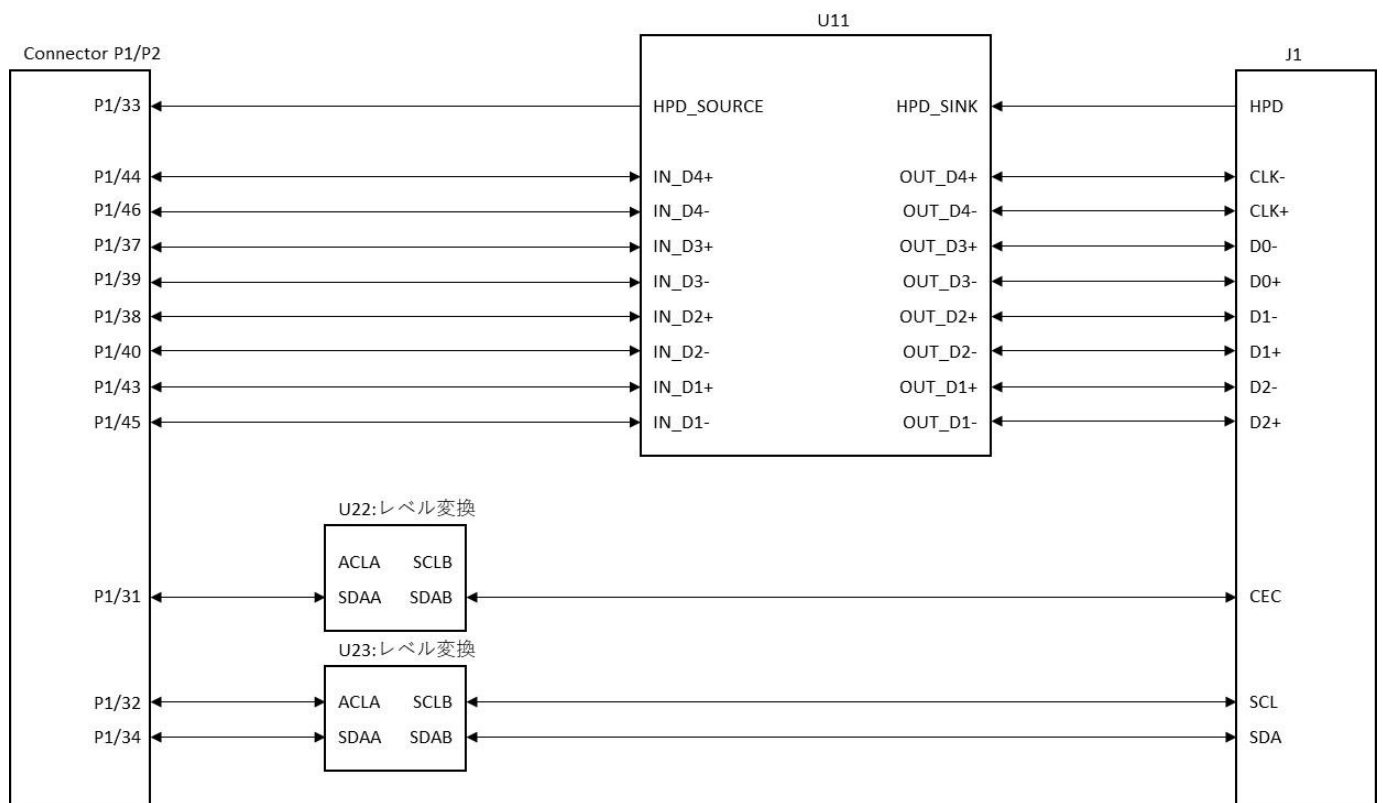 U11
Connector P1/P2
J1
P1/33 HPD_SOURCE HPD_SINK HPD
P1/44 IN_D4+ OUT_D4+ CLK-
P1/46 IN_D4- OUT_D4- CLK+
P1/37 IN_D3+ OUT_D3+ D0-
P1/39 IN_D3- OUT_D3- D0+
P1/38 IN_D2+ OUT_D2+ D1-
P1/40 IN_D2- OUT_D2- D1+
P1/43 IN_D1+ OUT_D1+ D2-
P1/45 IN_D1- OUT_D1- D2+
U22:レベル変換
ACLA SCLB
P1/31 SDAA SDAB CEC
U23:レベル変換
P1/32 ACLA SCLB SCL
P1/34 SDAA SDAB SDA